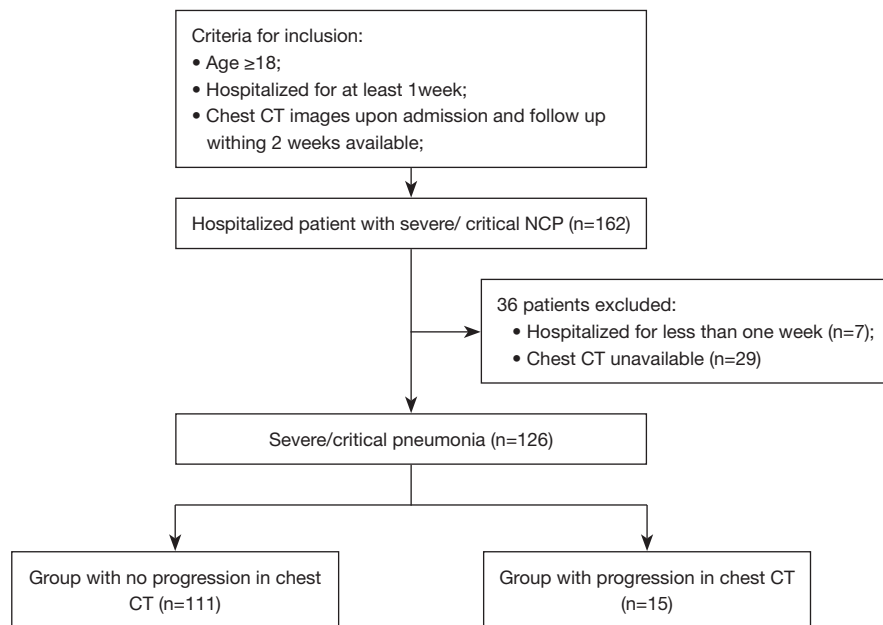 Criteria for inclusion:
• Age ≥18;
• Hospitalized for at least 1week;
• Chest CT images upon admission and follow up
withing 2 weeks available;
Hospitalized patient with severe/ critical NCP (n=162)
36 patients excluded:
• Hospitalized for less than one week (n=7);
• Chest CT unavailable (n=29)
Severe/critical pneumonia (n=126)
Group with no progression in chest
CT (n=111)
Group with progression in chest CT
(n=15)